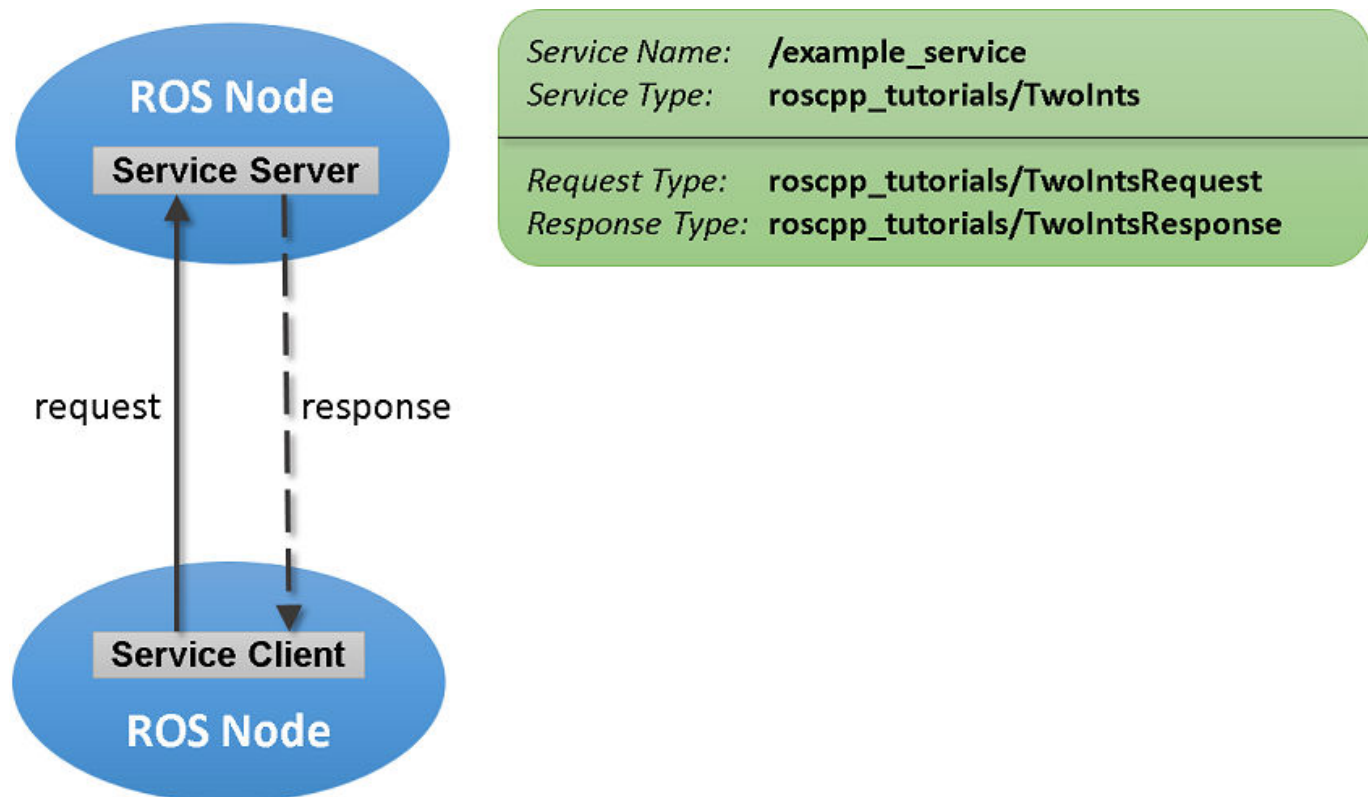 ROS Node
Service Server
Service Name: /example_service
Service Type: roscpp_tutorials/TwoInts
Request Type: roscpp_tutorials/TwoIntsRequest
Response Type: roscpp_tutorials/TwoIntsResponse
request
response
Service Client
ROS Node